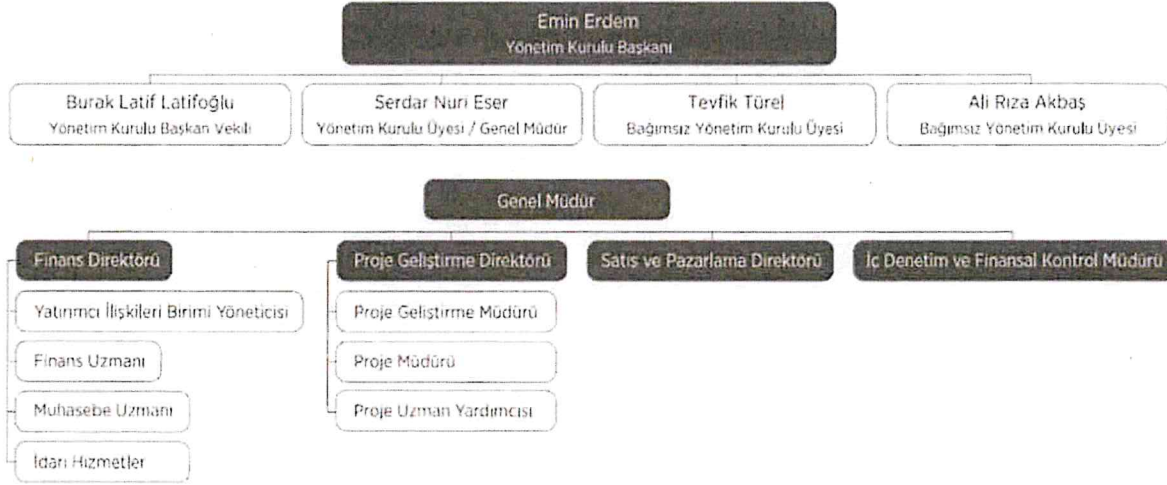 Emin Erdem
Yönetim Kurulu Başkanı
Burak Latif Latifoğlu
Yönetim Kurulu Başkan Vekili
Serdar Nuri Eser
Yönetim Kurulu Üyesi / Genel Müdür
Tevfik Türel
Bağımsız Yönetim Kurulu Üyesi
Ali Rıza Akbaş
Bağımsız Yönetim Kurulu Üyesi
Genel Müdür
Finans Direktörü
Proje Geliştirme Direktörü
Satış ve Pazarlama Direktörü
İç Denetim ve Finansal Kontrol Müdürü
Yatırımcı İlişkileri Birimi Yöneticisi
Finans Uzmanı
Muhasebe Uzmanı
İdari Hizmetler
Proje Geliştirme Müdürü
Proje Müdürü
Proje Uzman Yardımcısı